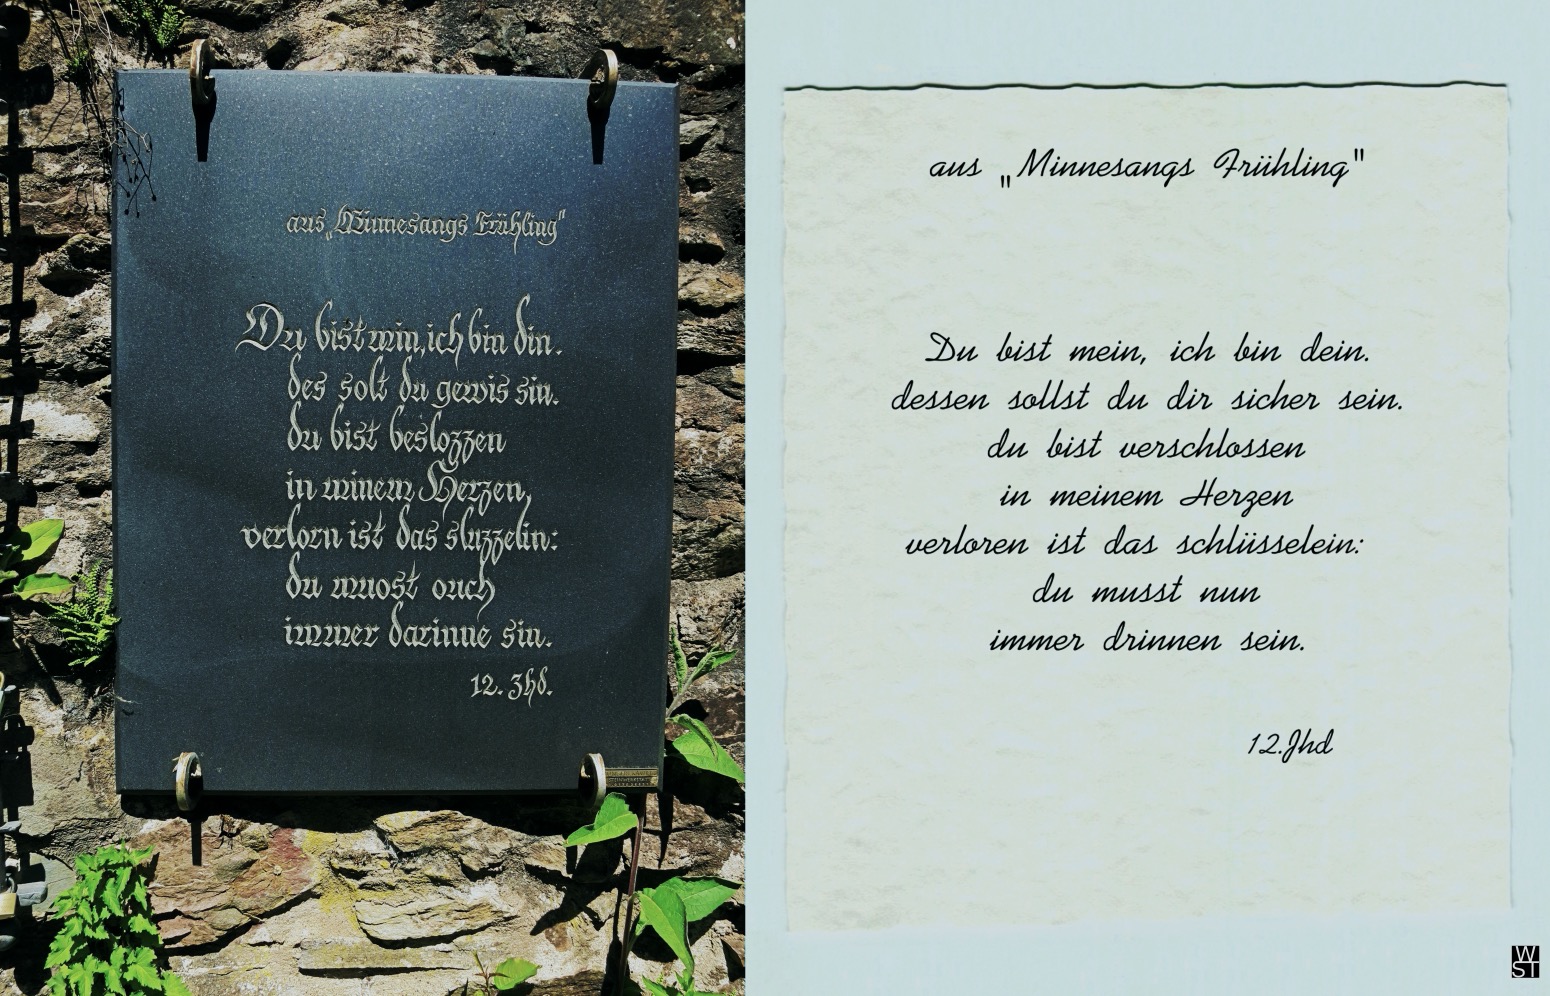 aus „Minnesangs Frühling"
Du bist min, ich bin din.
des solt du gewis sin.
du bist beslozzen
in minem Herzen,
verlorn ist das sluzzelin:
du muost ouch
immer darinne sin.
12. Jhd.
aus „Minnesangs Frühling"
Du bist mein, ich bin dein.
dessen sollst du dir sicher sein.
du bist verschlossen
in meinem Herzen
verloren ist das schlüsselein:
du musst nun
immer drinnen sein.
12.Jhd
W
ST